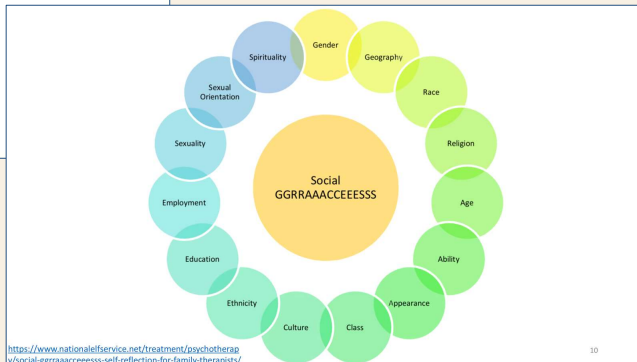 Gender
Geography
Race
Religion
Age
Ability
Appearance
Class
Culture
Ethnicity
Education
Employment
Sexuality
Sexual
Orientation
Spirituality
Social
GGRRAAACCEEESSS
https://www.nationalelfservice.net/treatment/psychotherap
y/social-ggrraaacceeesss-self-reflection-for-family-therapists/
10